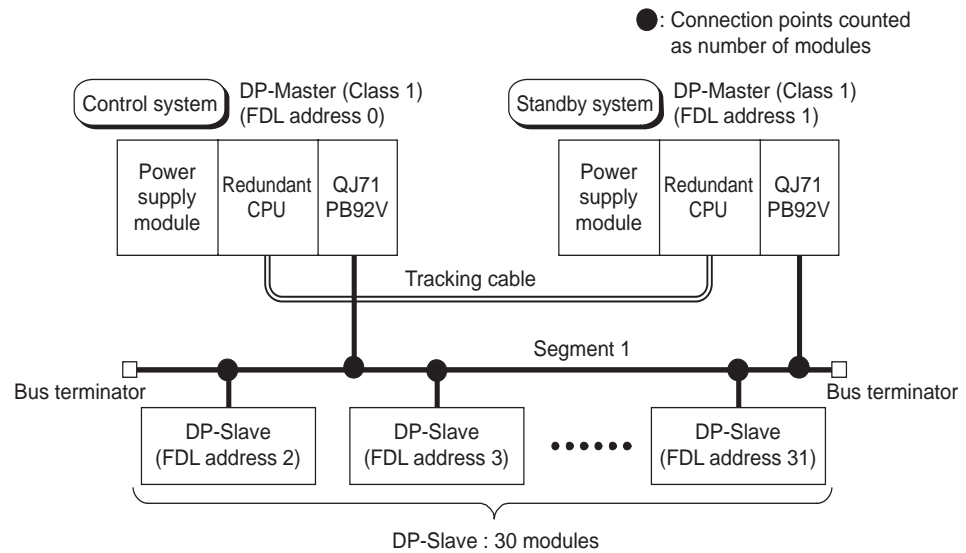 ●: Connection points counted
as number of modules
Control system
DP-Master (Class 1)
(FDL address 0)
Standby system
DP-Master (Class 1)
(FDL address 1)
Power
supply
module
Redundant
CPU
QJ71
PB92V
Power
supply
module
Redundant
CPU
QJ71
PB92V
Tracking cable
Segment 1
Bus terminator
Bus terminator
DP-Slave
(FDL address 2)
DP-Slave
(FDL address 3)
••••••
DP-Slave
(FDL address 31)
DP-Slave : 30 modules